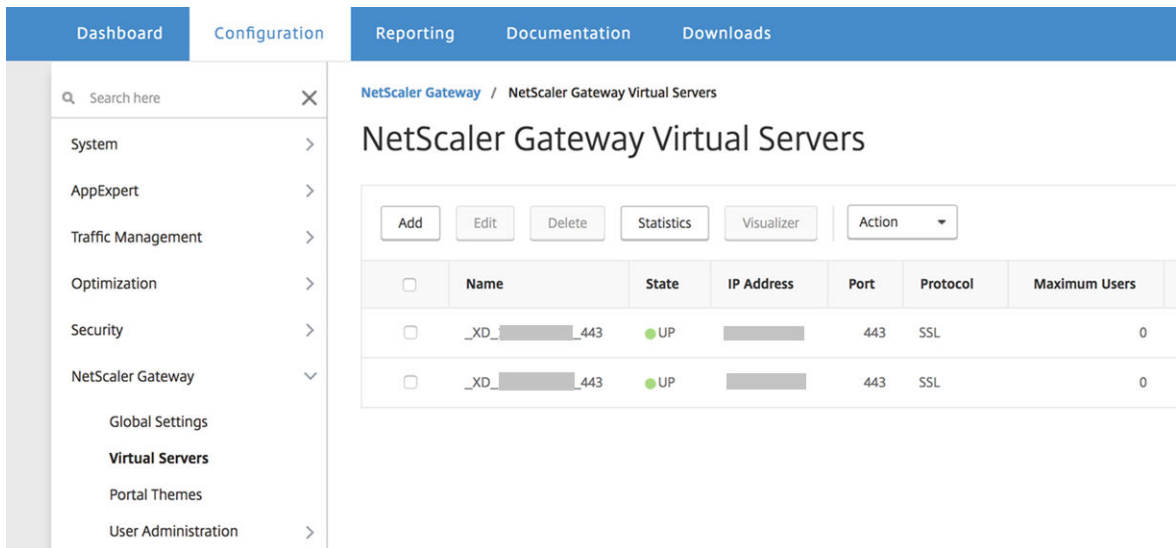 Dashboard Configuration Reporting Documentation Downloads
Search here
System
AppExpert
Traffic Management
Optimization
Security
NetScaler Gateway
Global Settings
Virtual Servers
Portal Themes
User Administration
NetScaler Gateway / NetScaler Gateway Virtual Servers
NetScaler Gateway Virtual Servers
Add Edit Delete Statistics Visualizer Action
Name State IP Address Port Protocol Maximum Users
_XD_ _443 UP 443 SSL 0
_XD_ _443 UP 443 SSL 0